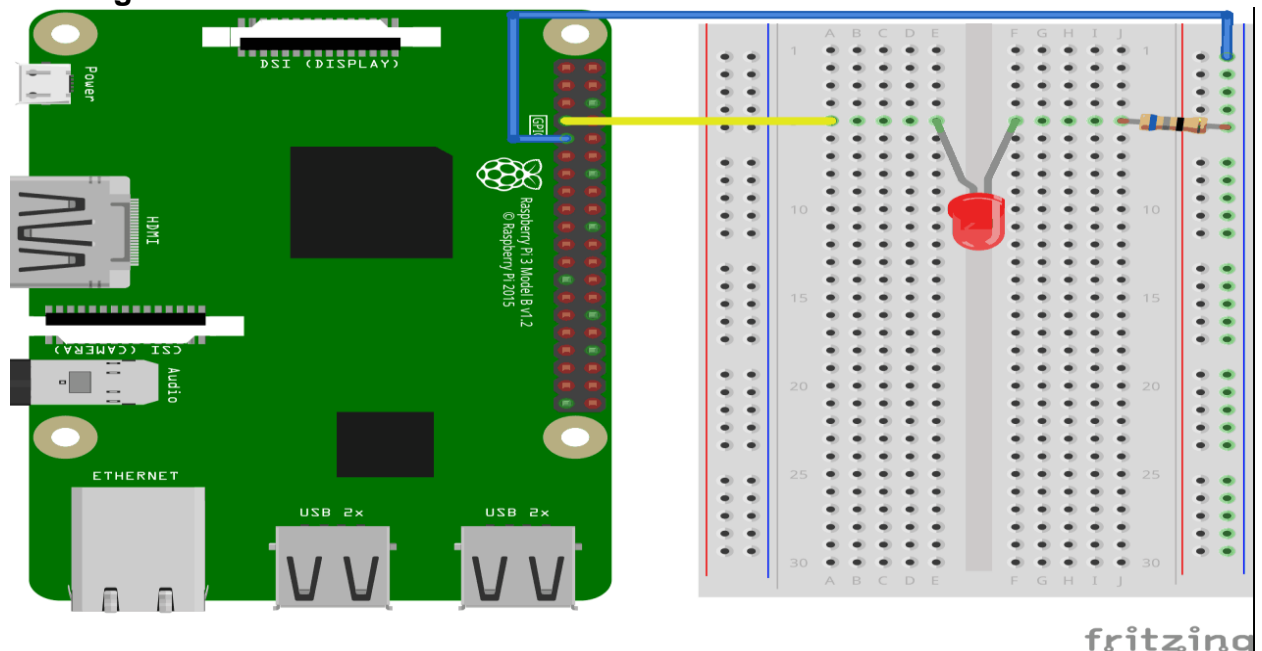 DSI (DISPLAY)
Power
HDMI
Raspberry Pi 3 Model B v1.2
© Raspberry Pi 2015
CSI (CAMERA)
Audio
ETHERNET
USB 2x
USB 2x
A B C D E F G H I J
1 1
10 10
15 15
20 20
25 25
30 30
A B C D E F G H I J
fritzing